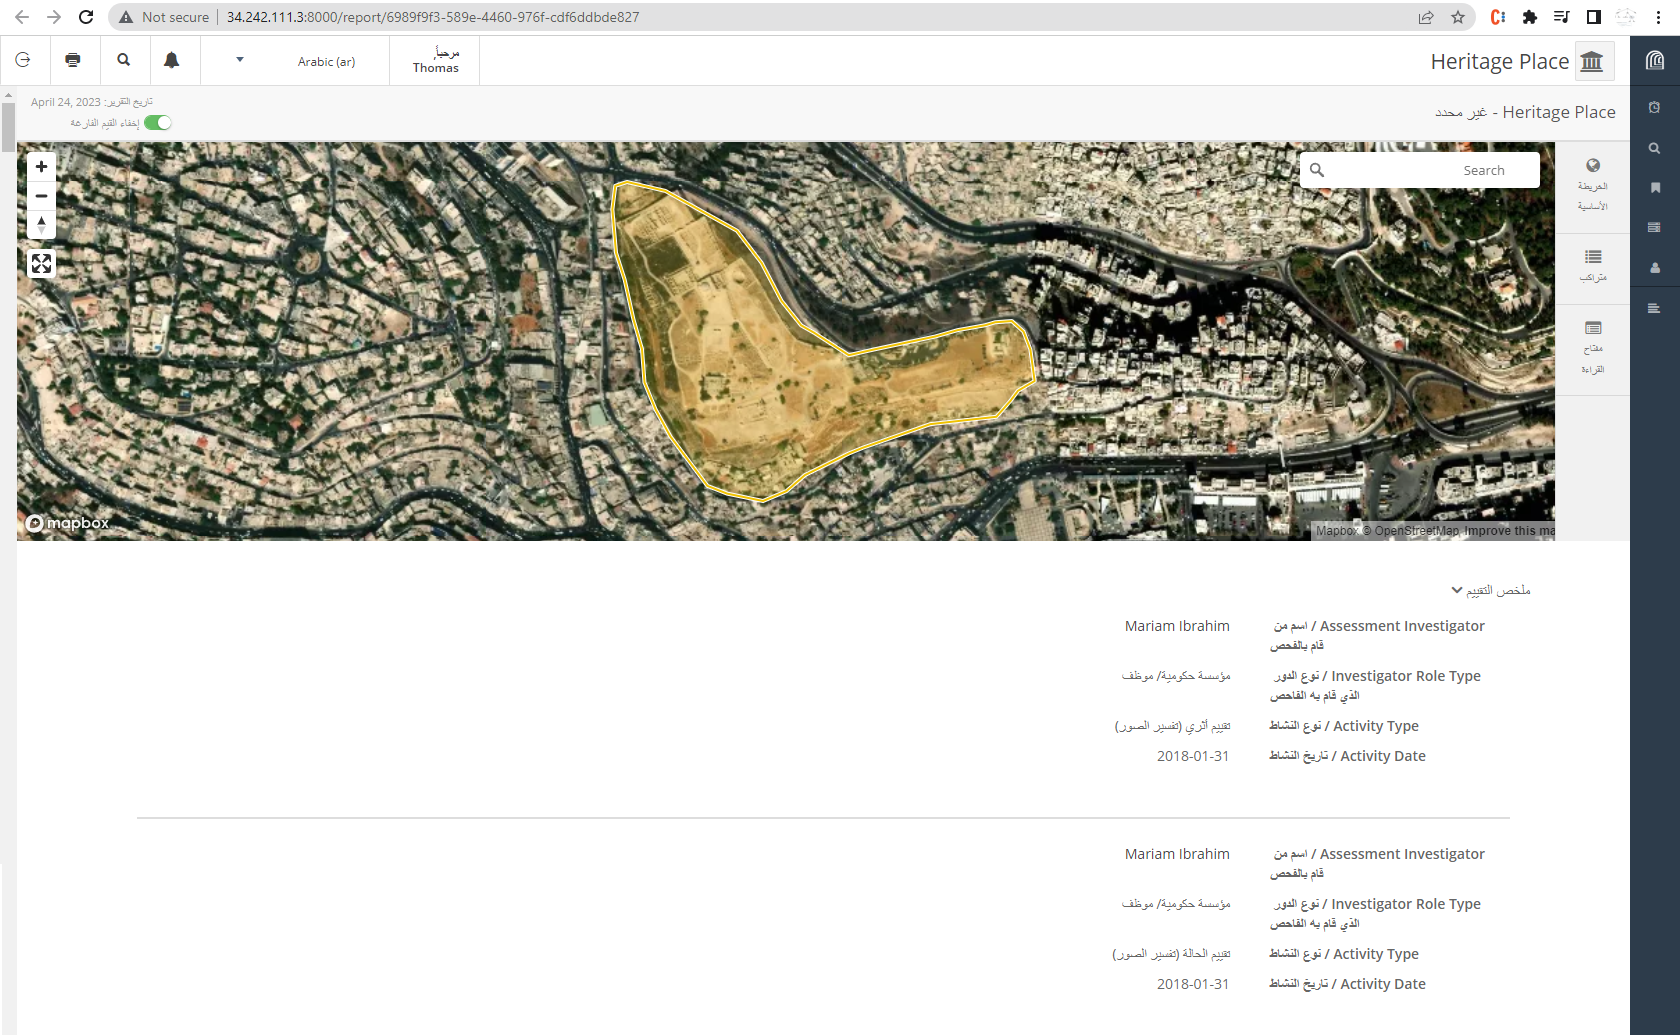 Not secure
34.242.111.3:8000/report/6989f9f3-589e-4460-976f-cdf6ddbde827
Arabic (ar)
مرحباً,
Thomas
Heritage Place
تاريخ التقرير: April 24, 2023
إخفاء القيم الفارغة
غير محدد - Heritage Place
Search
الخريطة
الأساسية
متراكب
مفتاح
القراءة
mapbox
Mapbox © OpenStreetMap Improve this ma
ملخص التقييم
Assessment Investigator / اسم من
قام بالفحص
Mariam Ibrahim
Investigator Role Type / نوع الدور
الذي قام به الفاحص
مؤسسة حكومية/ موظف
Activity Type / نوع النشاط
تقييم أثري (تفسير الصور)
Activity Date / تاريخ النشاط
2018-01-31
Assessment Investigator / اسم من
قام بالفحص
Mariam Ibrahim
Investigator Role Type / نوع الدور
الذي قام به الفاحص
مؤسسة حكومية/ موظف
Activity Type / نوع النشاط
تقييم الحالة (تفسير الصور)
Activity Date / تاريخ النشاط
2018-01-31